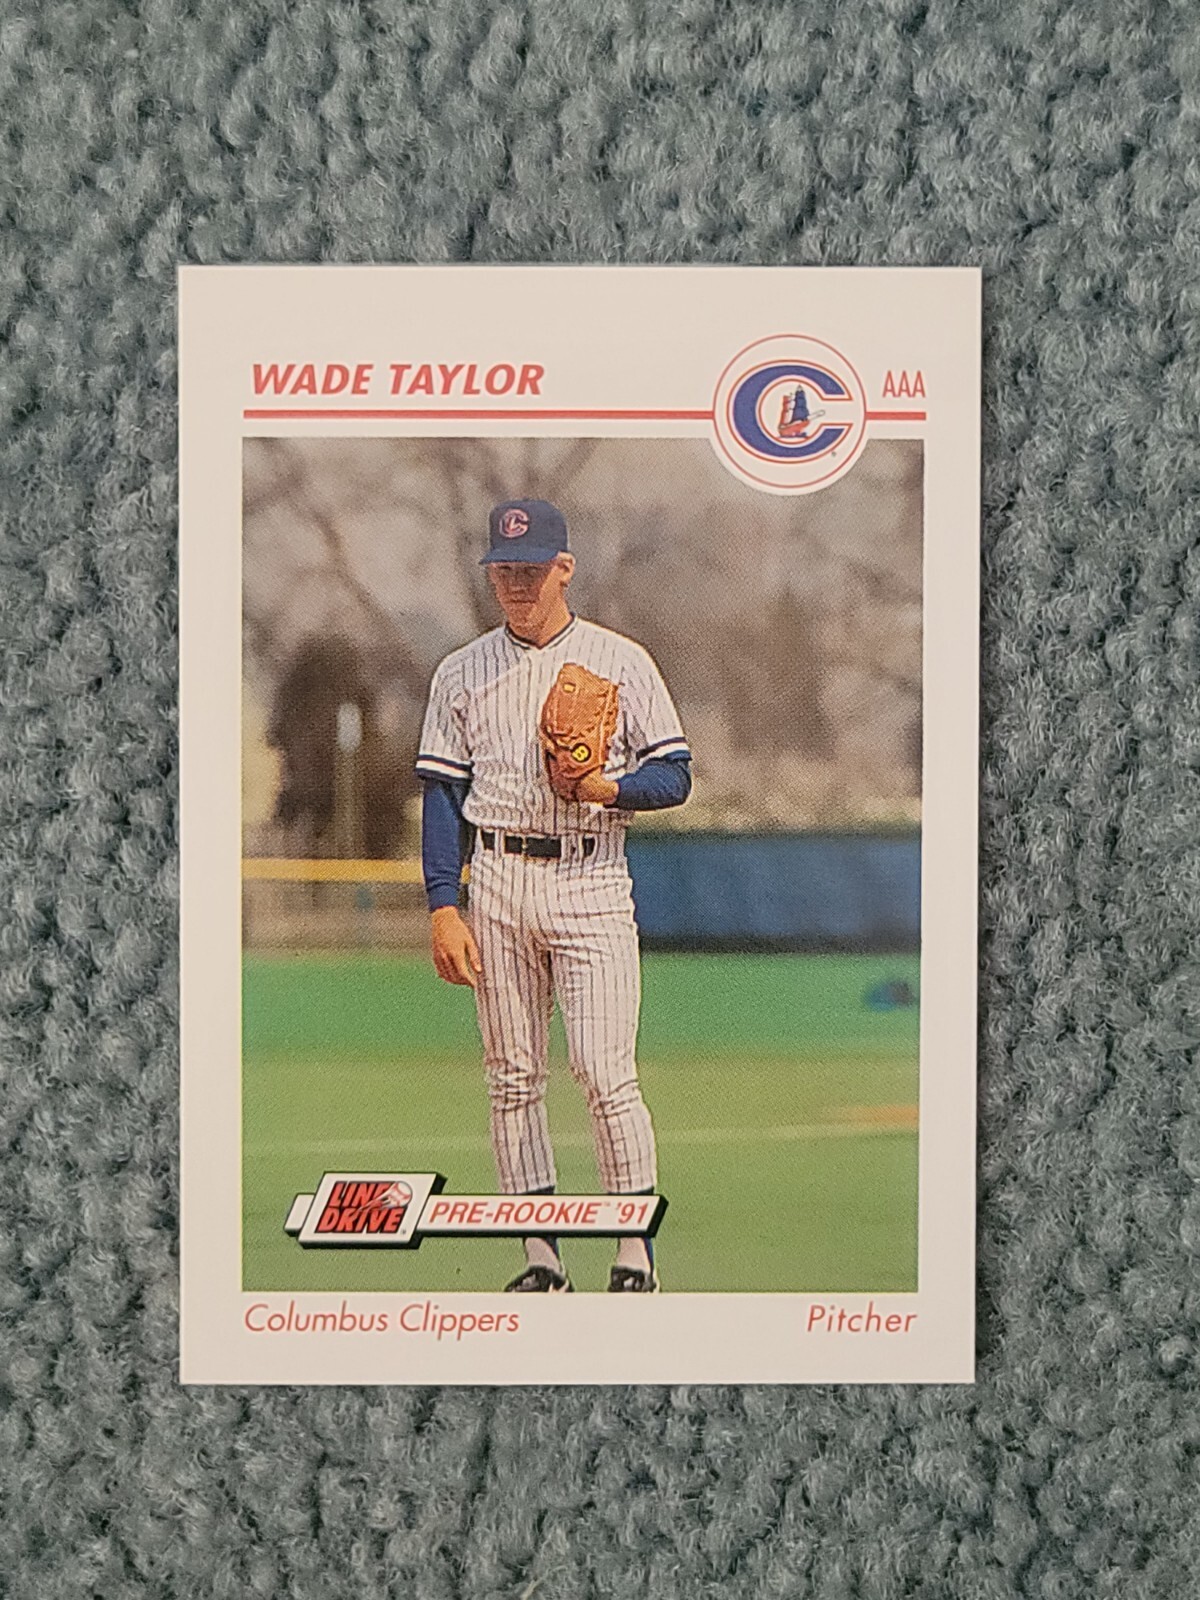 WADE TAYLOR
C
AAA
C
B
LINE
DRIVE
PRE-ROOKIE™ '91
Columbus Clippers
Pitcher